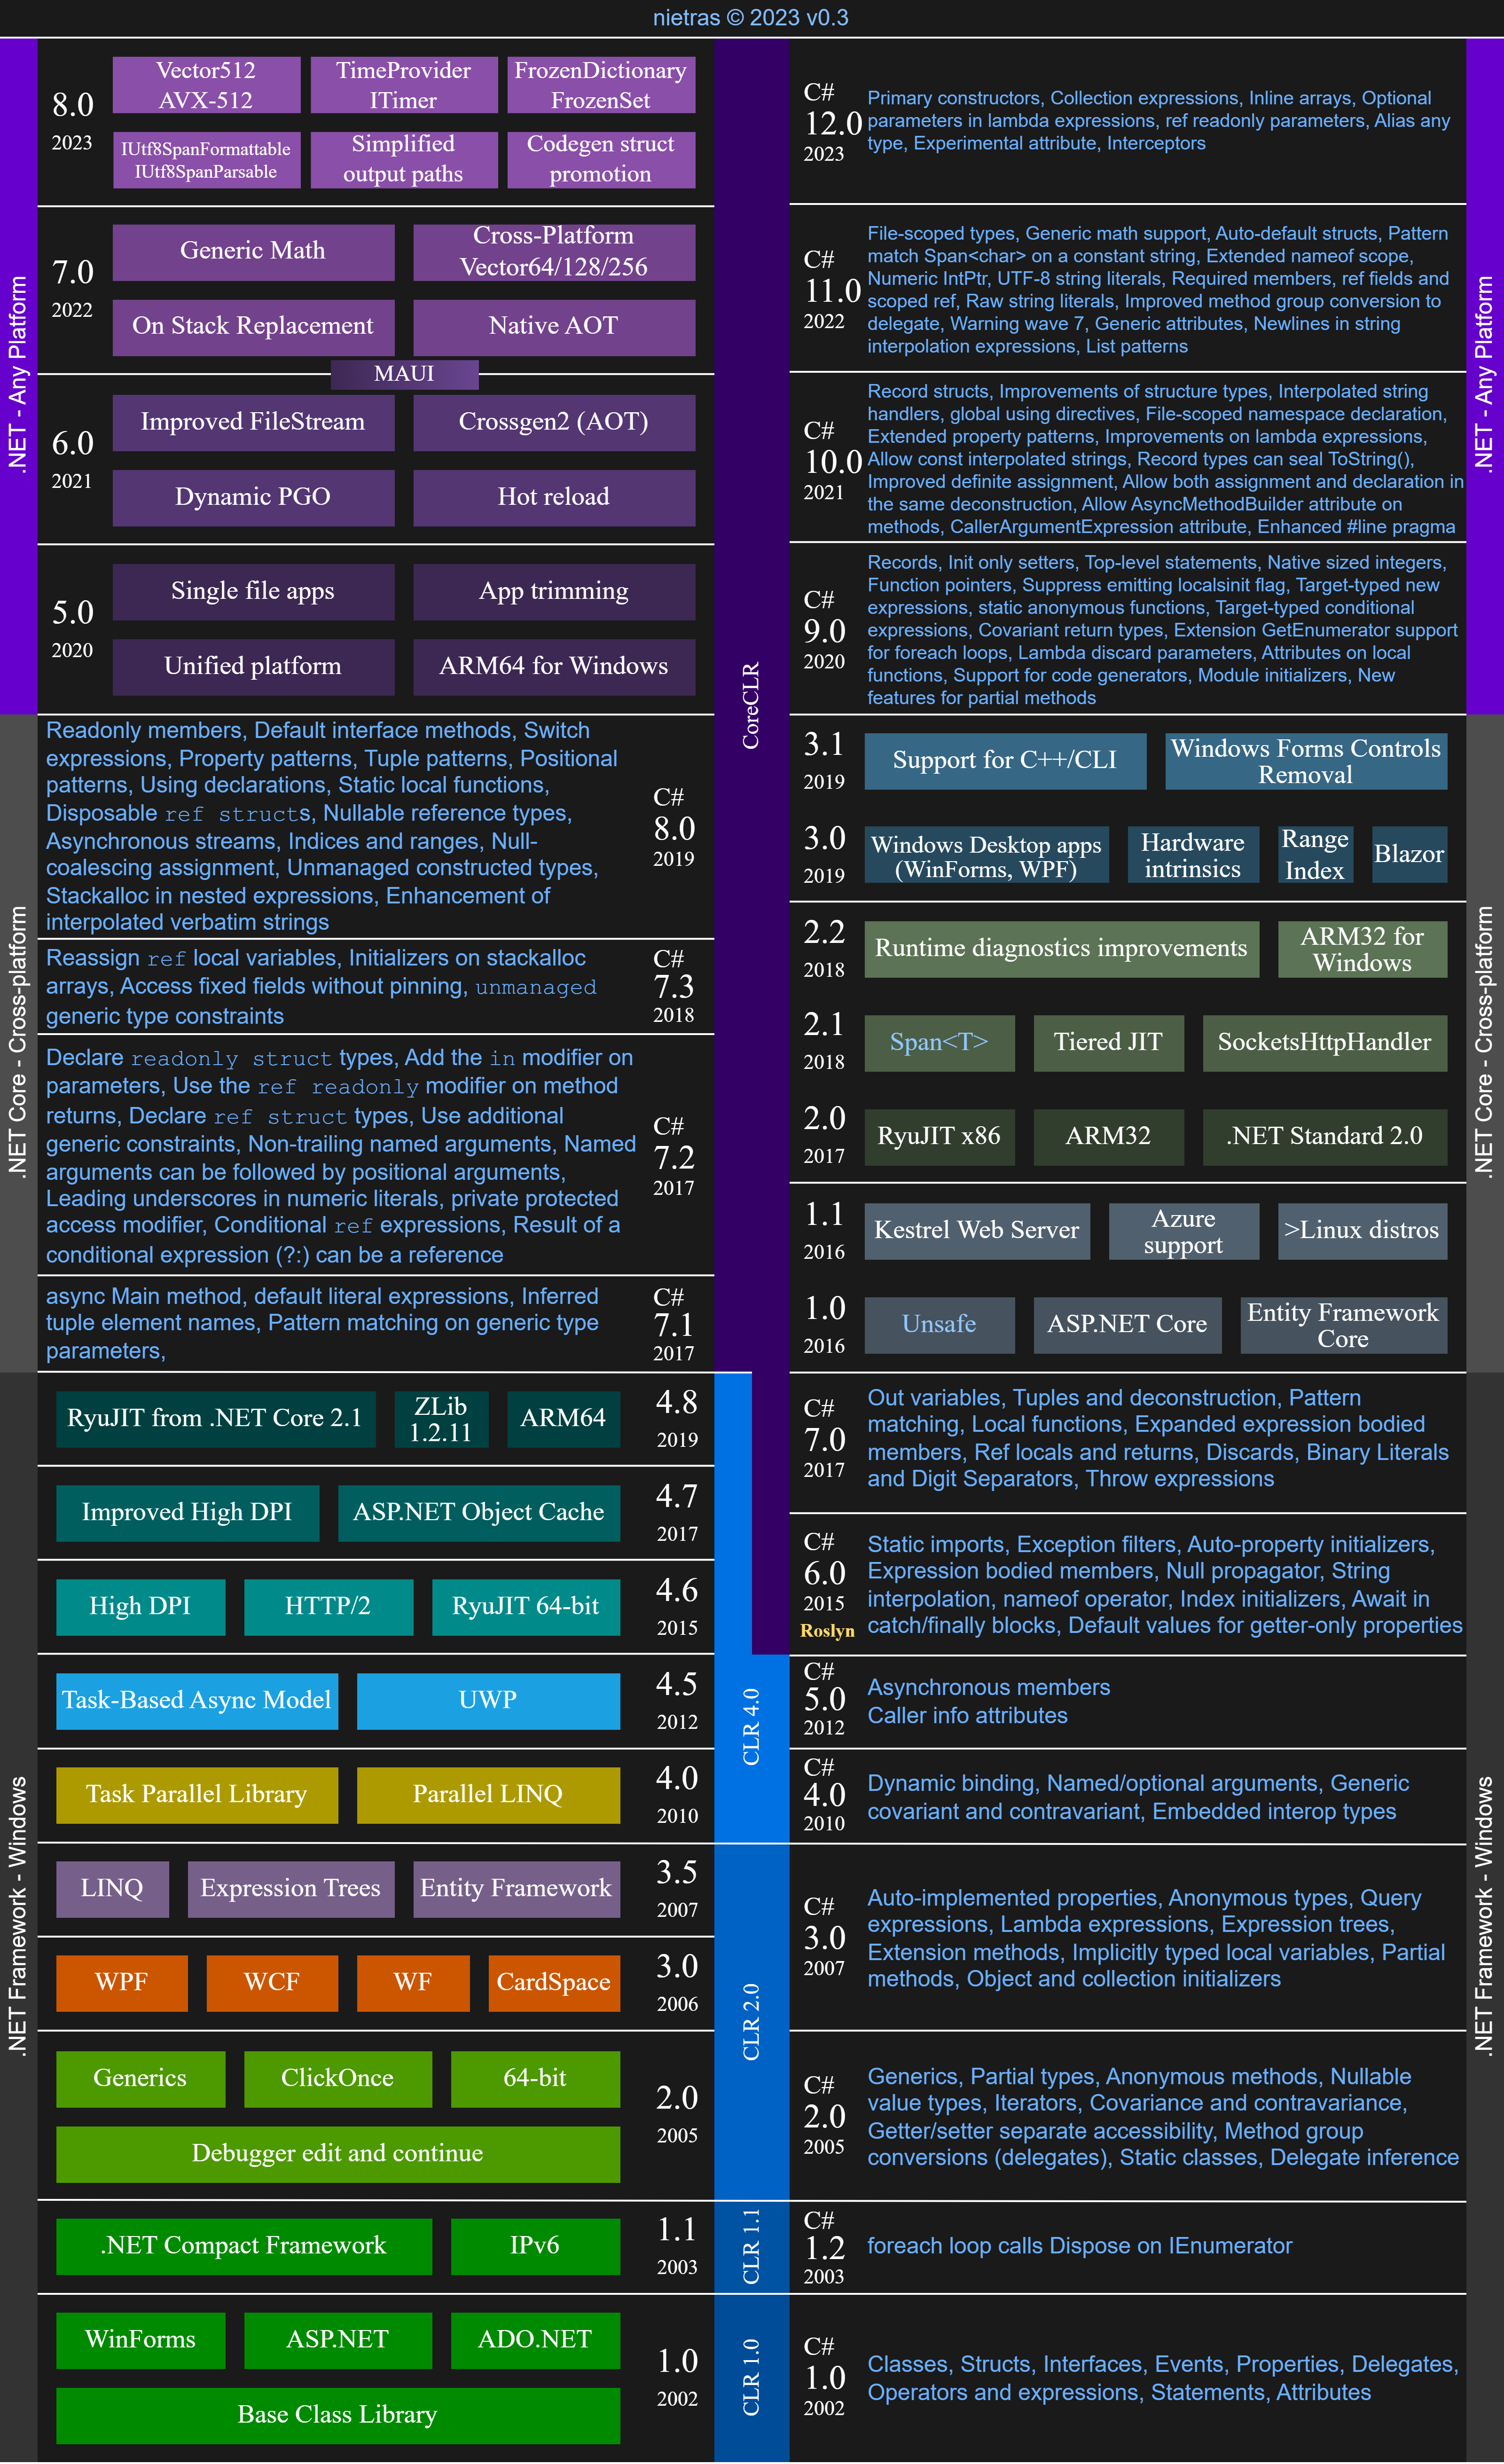 nietras © 2023 v0.3
.NET - Any Platform
8.0
2023
Vector512
AVX-512
TimeProvider
ITimer
FrozenDictionary
FrozenSet
IUtf8SpanFormattable
IUtf8SpanParsable
Simplified
output paths
Codegen struct
promotion
7.0
2022
Generic Math
Cross-Platform
Vector64/128/256
On Stack Replacement
Native AOT
MAUI
6.0
2021
Improved FileStream
Crossgen2 (AOT)
Dynamic PGO
Hot reload
5.0
2020
Single file apps
App trimming
Unified platform
ARM64 for Windows
CoreCLR
C#
12.0
2023
Primary constructors, Collection expressions, Inline arrays, Optional
parameters in lambda expressions, ref readonly parameters, Alias any
type, Experimental attribute, Interceptors
C#
11.0
2022
File-scoped types, Generic math support, Auto-default structs, Pattern
match Span<char> on a constant string, Extended nameof scope,
Numeric IntPtr, UTF-8 string literals, Required members, ref fields and
scoped ref, Raw string literals, Improved method group conversion to
delegate, Warning wave 7, Generic attributes, Newlines in string
interpolation expressions, List patterns
C#
10.0
2021
Record structs, Improvements of structure types, Interpolated string
handlers, global using directives, File-scoped namespace declaration,
Extended property patterns, Improvements on lambda expressions,
Allow const interpolated strings, Record types can seal ToString(),
Improved definite assignment, Allow both assignment and declaration in
the same deconstruction, Allow AsyncMethodBuilder attribute on
methods, CallerArgumentExpression attribute, Enhanced #line pragma
C#
9.0
2020
Records, Init only setters, Top-level statements, Native sized integers,
Function pointers, Suppress emitting localsinit flag, Target-typed new
expressions, static anonymous functions, Target-typed conditional
expressions, Covariant return types, Extension GetEnumerator support
for foreach loops, Lambda discard parameters, Attributes on local
functions, Support for code generators, Module initializers, New
features for partial methods
.NET - Any Platform
.NET Core - Cross-platform
Readonly members, Default interface methods, Switch
expressions, Property patterns, Tuple patterns, Positional
patterns, Using declarations, Static local functions,
Disposable ref structs, Nullable reference types,
Asynchronous streams, Indices and ranges, Null-
coalescing assignment, Unmanaged constructed types,
Stackalloc in nested expressions, Enhancement of
interpolated verbatim strings
C#
8.0
2019
Reassign ref local variables, Initializers on stackalloc
arrays, Access fixed fields without pinning, unmanaged
generic type constraints
C#
7.3
2018
Declare readonly struct types, Add the in modifier on
parameters, Use the ref readonly modifier on method
returns, Declare ref struct types, Use additional
generic constraints, Non-trailing named arguments, Named
arguments can be followed by positional arguments,
Leading underscores in numeric literals, private protected
access modifier, Conditional ref expressions, Result of a
conditional expression (?:) can be a reference
C#
7.2
2017
async Main method, default literal expressions, Inferred
tuple element names, Pattern matching on generic type
parameters,
C#
7.1
2017
3.1
2019
Support for C++/CLI
Windows Forms Controls
Removal
3.0
2019
Windows Desktop apps
(WinForms, WPF)
Hardware
intrinsics
Range
Index
Blazor
2.2
2018
Runtime diagnostics improvements
ARM32 for
Windows
2.1
2018
Span<T>
Tiered JIT
SocketsHttpHandler
2.0
2017
RyuJIT x86
ARM32
.NET Standard 2.0
1.1
2016
Kestrel Web Server
Azure
support
>Linux distros
1.0
2016
Unsafe
ASP.NET Core
Entity Framework
Core
.NET Core - Cross-platform
.NET Framework - Windows
RyuJIT from .NET Core 2.1
ZLib
1.2.11
ARM64
4.8
2019
Improved High DPI
ASP.NET Object Cache
4.7
2017
High DPI
HTTP/2
RyuJIT 64-bit
4.6
2015
Task-Based Async Model
UWP
4.5
2012
Task Parallel Library
Parallel LINQ
4.0
2010
LINQ
Expression Trees
Entity Framework
3.5
2007
WPF
WCF
WF
CardSpace
3.0
2006
Generics
ClickOnce
64-bit
Debugger edit and continue
2.0
2005
.NET Compact Framework
IPv6
1.1
2003
WinForms
ASP.NET
ADO.NET
Base Class Library
1.0
2002
CLR 4.0
CLR 2.0
CLR 1.1
CLR 1.0
C#
7.0
2017
Out variables, Tuples and deconstruction, Pattern
matching, Local functions, Expanded expression bodied
members, Ref locals and returns, Discards, Binary Literals
and Digit Separators, Throw expressions
C#
6.0
2015
Roslyn
Static imports, Exception filters, Auto-property initializers,
Expression bodied members, Null propagator, String
interpolation, nameof operator, Index initializers, Await in
catch/finally blocks, Default values for getter-only properties
C#
5.0
2012
Asynchronous members
Caller info attributes
C#
4.0
2010
Dynamic binding, Named/optional arguments, Generic
covariant and contravariant, Embedded interop types
C#
3.0
2007
Auto-implemented properties, Anonymous types, Query
expressions, Lambda expressions, Expression trees,
Extension methods, Implicitly typed local variables, Partial
methods, Object and collection initializers
C#
2.0
2005
Generics, Partial types, Anonymous methods, Nullable
value types, Iterators, Covariance and contravariance,
Getter/setter separate accessibility, Method group
conversions (delegates), Static classes, Delegate inference
C#
1.2
2003
foreach loop calls Dispose on IEnumerator
C#
1.0
2002
Classes, Structs, Interfaces, Events, Properties, Delegates,
Operators and expressions, Statements, Attributes
.NET Framework - Windows